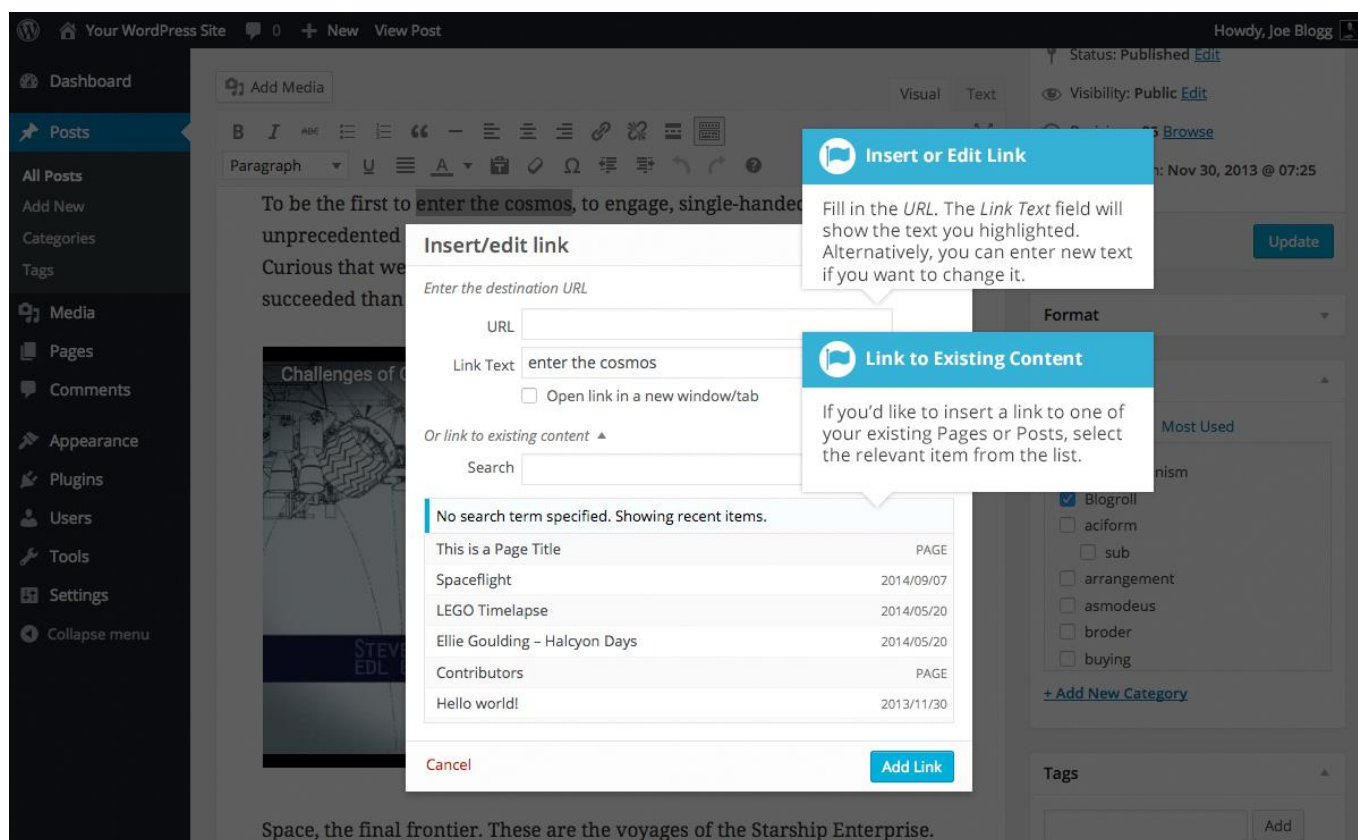 Your WordPress Site 0 + New View Post Howdy, Joe Blogg
Dashboard
Posts
All Posts
Add New
Categories
Tags
Media
Pages
Comments
Appearance
Plugins
Users
Tools
Settings
Collapse menu
Add Media
Visual Text
B I ABC
Paragraph U A Ω
To be the first to enter the cosmos, to engage, single-handed
unprecedented
Curious that we
succeeded than
Challenges of
STEVE
EDL
Insert/edit link
Enter the destination URL
URL
Link Text enter the cosmos
Open link in a new window/tab
Or link to existing content
Search
No search term specified. Showing recent items.
This is a Page Title PAGE
Spaceflight 2014/09/07
LEGO Timelapse 2014/05/20
Ellie Goulding – Halcyon Days 2014/05/20
Contributors PAGE
Hello world! 2013/11/30
Cancel Add Link
Insert or Edit Link
Fill in the URL. The Link Text field will
show the text you highlighted.
Alternatively, you can enter new text
if you want to change it.
Link to Existing Content
If you’d like to insert a link to one of
your existing Pages or Posts, select
the relevant item from the list.
Status: Published Edit
Visibility: Public Edit
Browse
Nov 30, 2013 @ 07:25
Update
Format
Most Used
nism
Blogroll
aciform
sub
arrangement
asmodeus
broder
buying
+ Add New Category
Tags
Add
Space, the final frontier. These are the voyages of the Starship Enterprise.